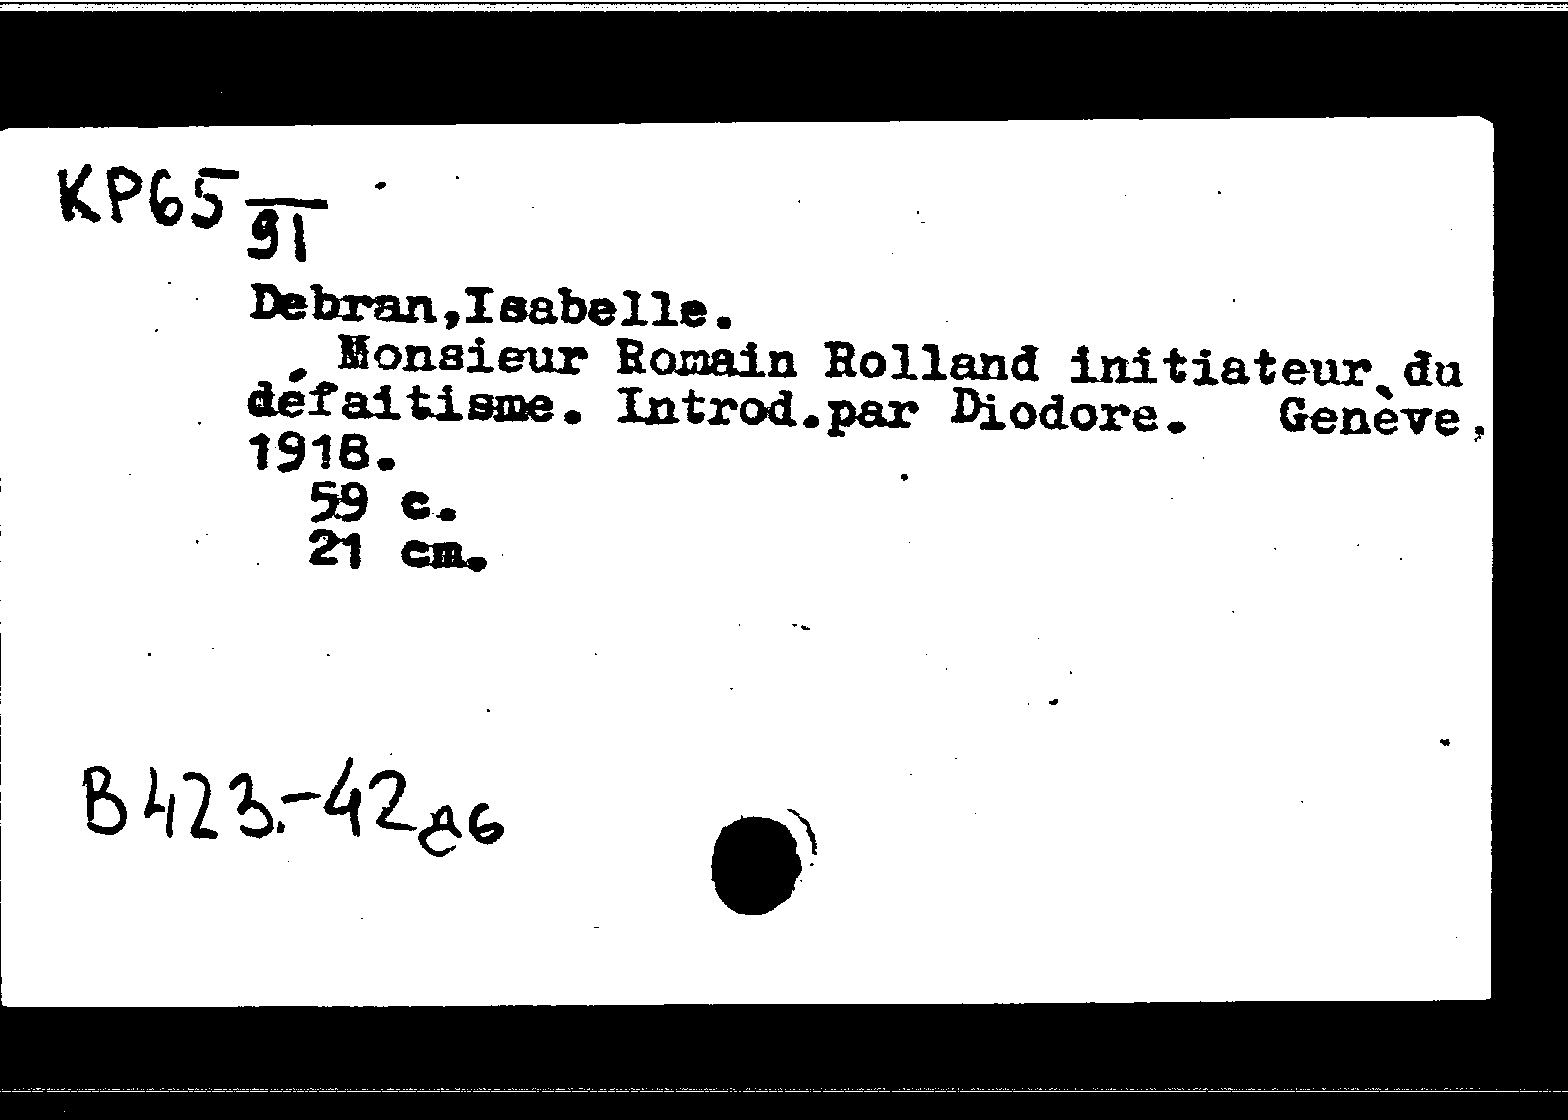 KP65
91
Debran,Isabelle.
Monsieur Romain Rolland initiateur du
défaitisme. Introd.par Diodore. Genève,
1918.
59 c.
21 cm.
B423.-42